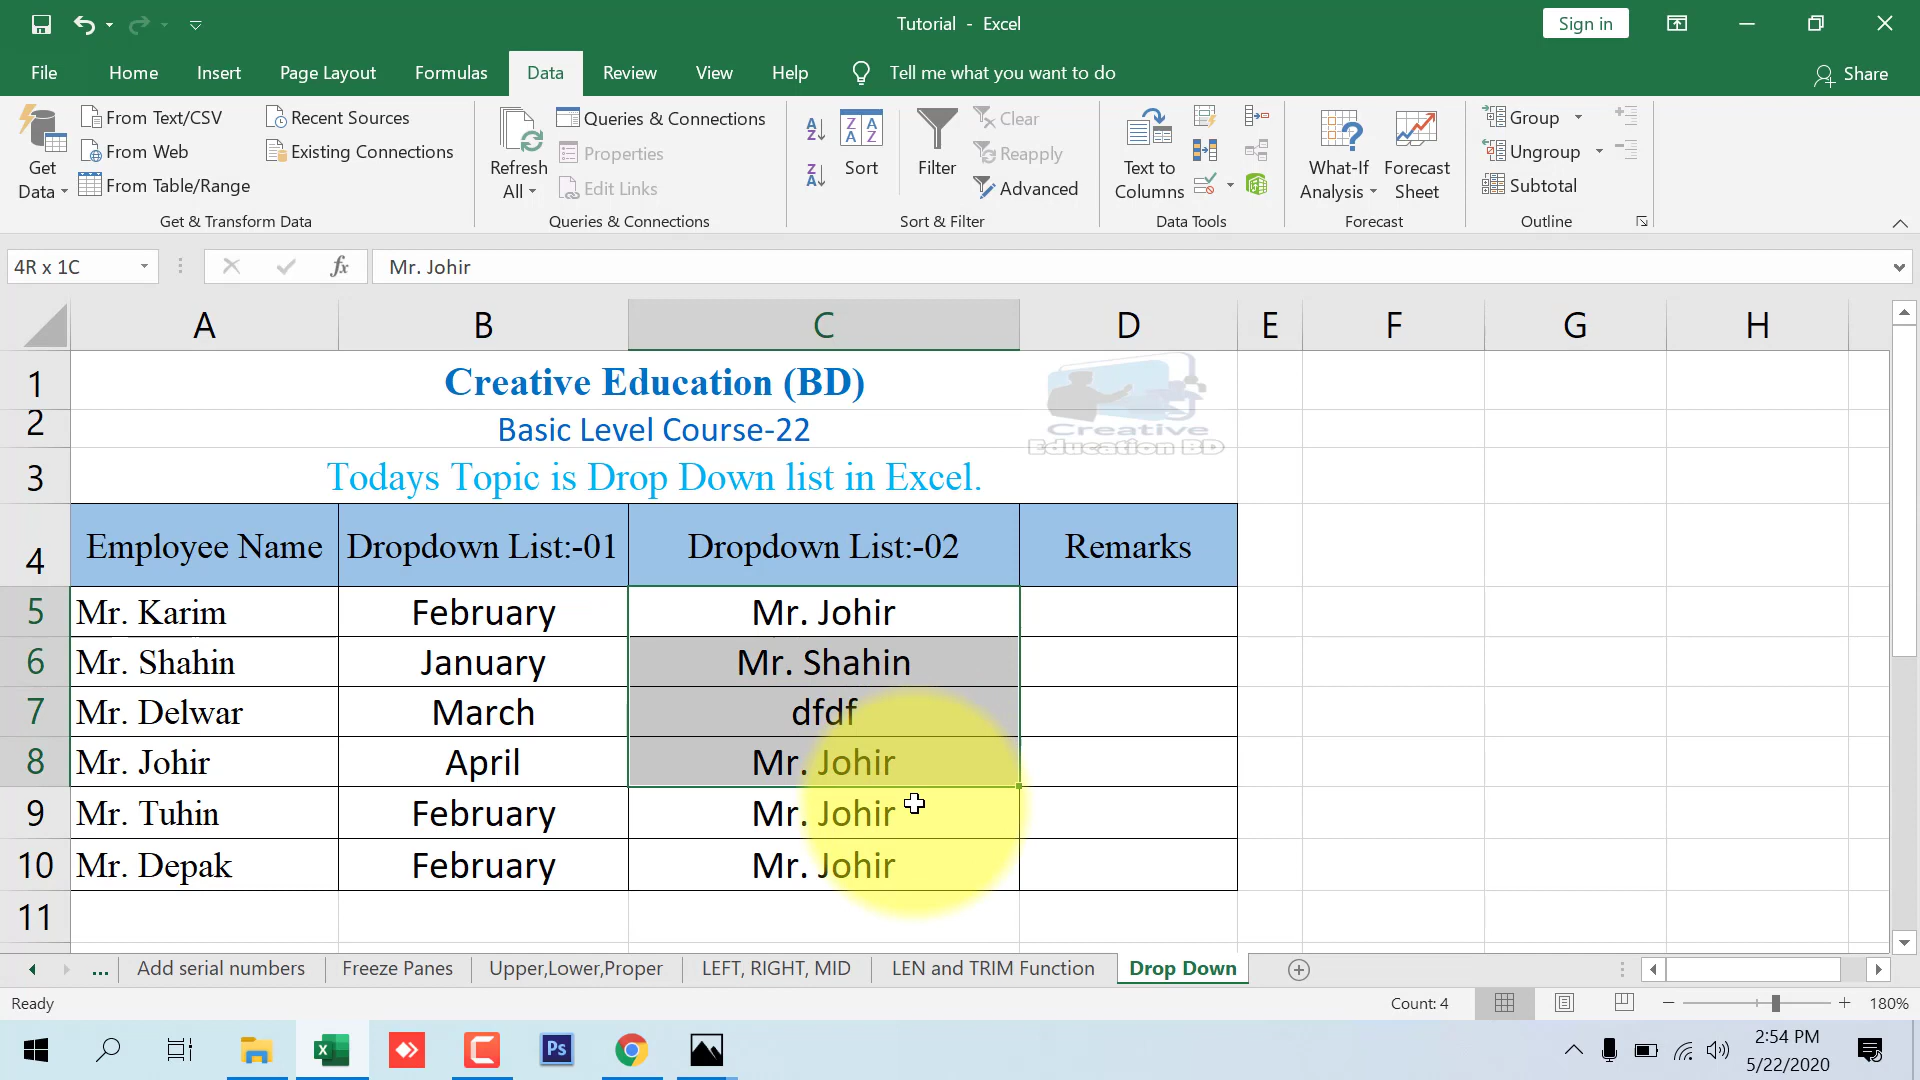 Tutorial - Excel
Sign in
File Home Insert Page Layout Formulas Data Review View Help Tell me what you want to do Share
Get Data
From Text/CSV
From Web
From Table/Range
Recent Sources
Existing Connections
Get & Transform Data
Refresh All
Queries & Connections
Properties
Edit Links
Queries & Connections
Sort
Filter
Clear
Reapply
Advanced
Sort & Filter
Text to Columns
Data Tools
What-If Analysis
Forecast Sheet
Forecast
Group
Ungroup
Subtotal
Outline
4R x 1C
fx
Mr. Johir
A B C D E F G H
1 Creative Education (BD)
Creative
Education BD
2 Basic Level Course-22
3 Todays Topic is Drop Down list in Excel.
4 Employee Name Dropdown List:-01 Dropdown List:-02 Remarks
5 Mr. Karim February Mr. Johir
6 Mr. Shahin January Mr. Shahin
7 Mr. Delwar March dfdf
8 Mr. Johir April Mr. Johir
9 Mr. Tuhin February Mr. Johir
10 Mr. Depak February Mr. Johir
11
... Add serial numbers Freeze Panes Upper,Lower,Proper LEFT, RIGHT, MID LEN and TRIM Function Drop Down
Ready
Count: 4
180%
Ps
2:54 PM
5/22/2020